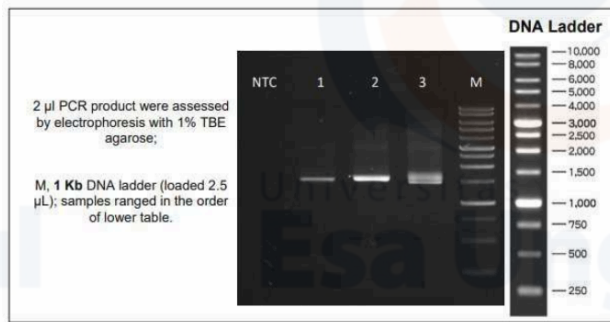 DNA Ladder
2 µl PCR product were assessed
by electrophoresis with 1% TBE
agarose;
M, 1 Kb DNA ladder (loaded 2.5
µL); samples ranged in the order
of lower table.
NTC 1 2 3 M
10,000
8,000
6,000
5,000
4,000
3,000
2,500
2,000
1,500
1,000
750
500
250
Universitas
Esa Un